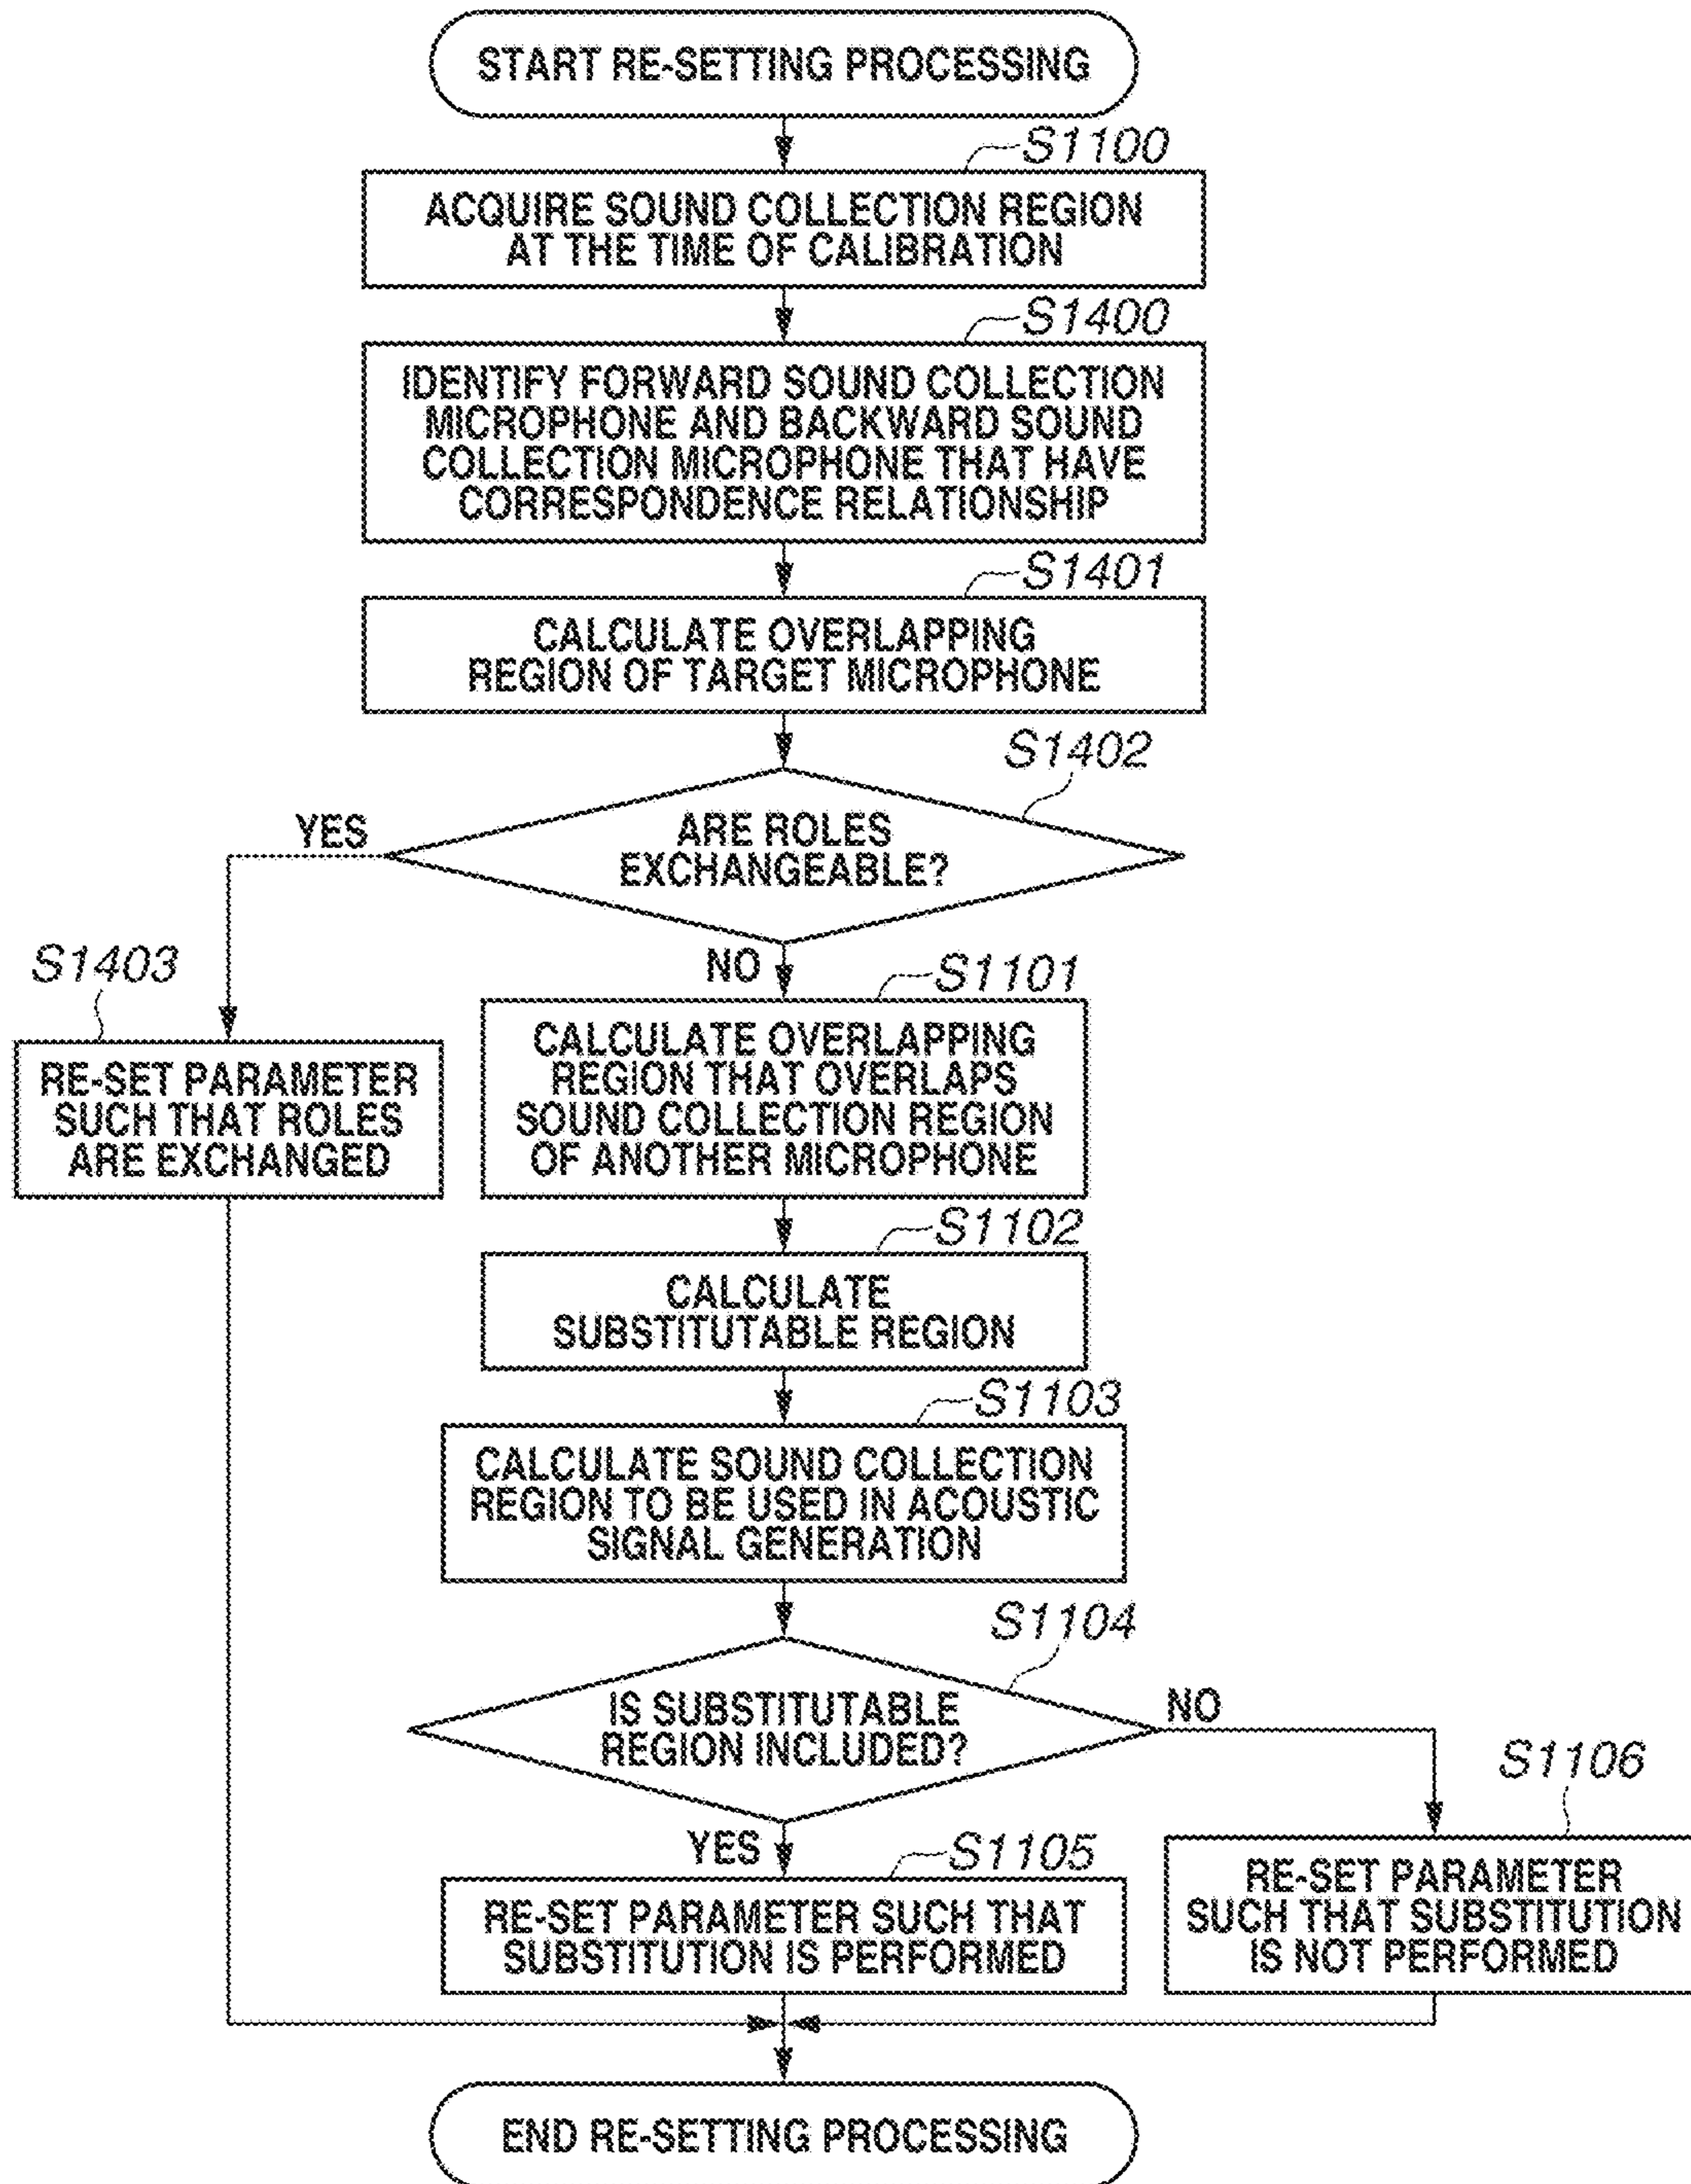 START RE-SETTING PROCESSING
S1100
ACQUIRE SOUND COLLECTION REGION
AT THE TIME OF CALIBRATION
S1400
IDENTIFY FORWARD SOUND COLLECTION
MICROPHONE AND BACKWARD SOUND
COLLECTION MICROPHONE THAT HAVE
CORRESPONDENCE RELATIONSHIP
S1401
CALCULATE OVERLAPPING
REGION OF TARGET MICROPHONE
S1402
YES
ARE ROLES
EXCHANGEABLE?
S1403
RE-SET PARAMETER
SUCH THAT ROLES
ARE EXCHANGED
NO
S1101
CALCULATE OVERLAPPING
REGION THAT OVERLAPS
SOUND COLLECTION REGION
OF ANOTHER MICROPHONE
S1102
CALCULATE
SUBSTITUTABLE REGION
S1103
CALCULATE SOUND COLLECTION
REGION TO BE USED IN ACOUSTIC
SIGNAL GENERATION
S1104
IS SUBSTITUTABLE
REGION INCLUDED?
NO
S1106
RE-SET PARAMETER
SUCH THAT SUBSTITUTION
IS NOT PERFORMED
YES
S1105
RE-SET PARAMETER SUCH THAT
SUBSTITUTION IS PERFORMED
END RE-SETTING PROCESSING